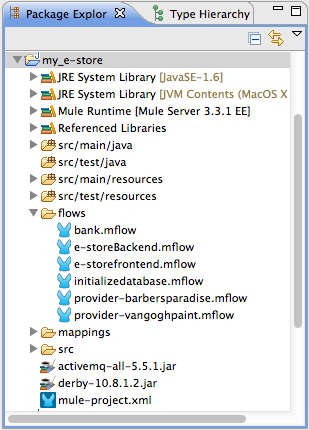 Package Explor
Type Hierarchy
my_e-store
JRE System Library [JavaSE-1.6]
JRE System Library [JVM Contents (MacOS X
Mule Runtime [Mule Server 3.3.1 EE]
Referenced Libraries
src/main/java
src/test/java
src/main/resources
src/test/resources
flows
bank.mflow
e-storeBackend.mflow
e-storefrontend.mflow
initializedatabase.mflow
provider-barbersparadise.mflow
provider-vangoghpaint.mflow
mappings
src
activemq-all-5.5.1.jar
derby-10.8.1.2.jar
mule-project.xml